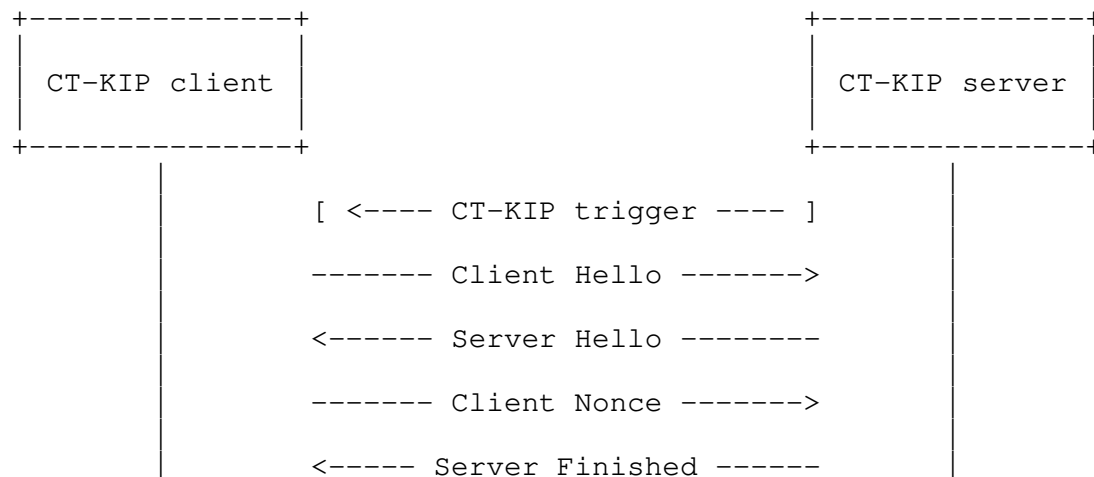 CT-KIP client CT-KIP server
[ <---- CT-KIP trigger ---- ]
------- Client Hello ------->
<------ Server Hello --------
------- Client Nonce ------->
<----- Server Finished ------